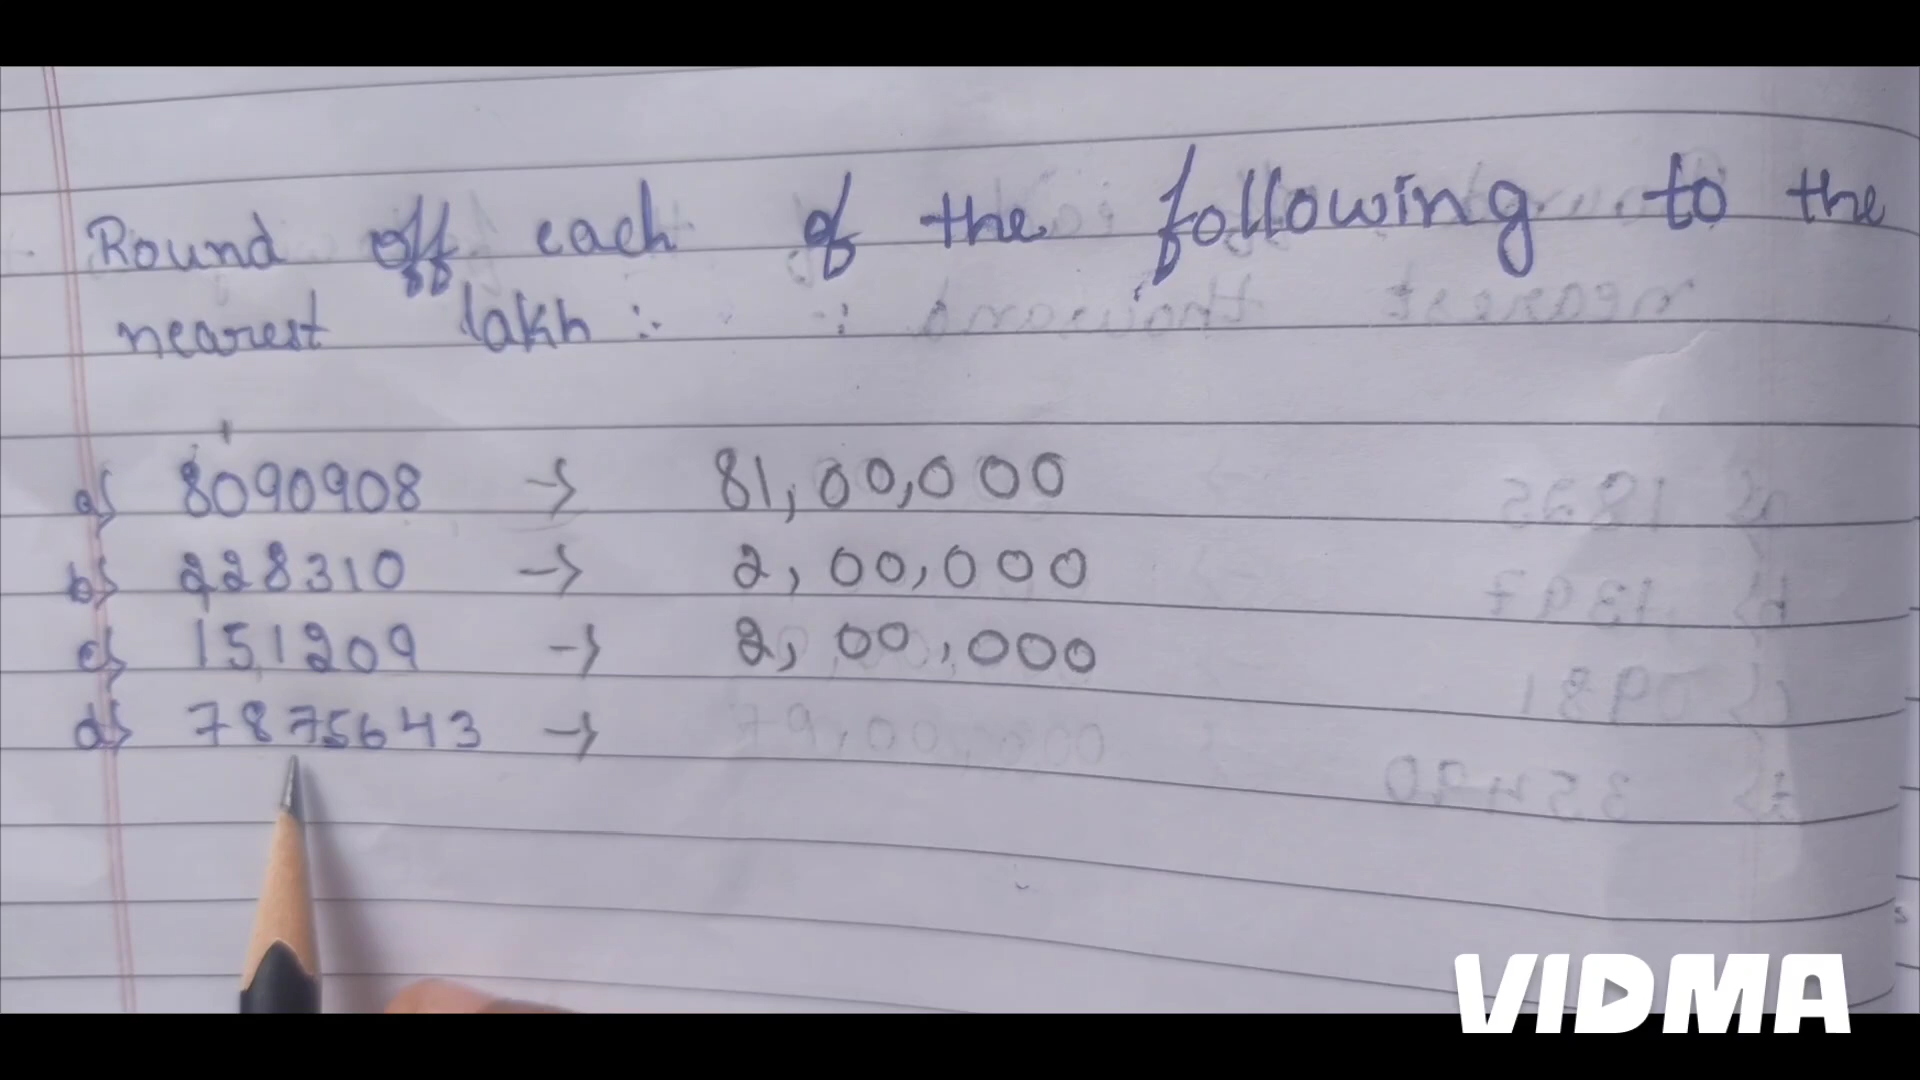 Round off each of the following to the
nearest lakh :-
a) 8090908 → 81,00,000
b) 228310 → 2,00,000
c) 151209 → 2,00,000
d) 7875643 →
VIDMA